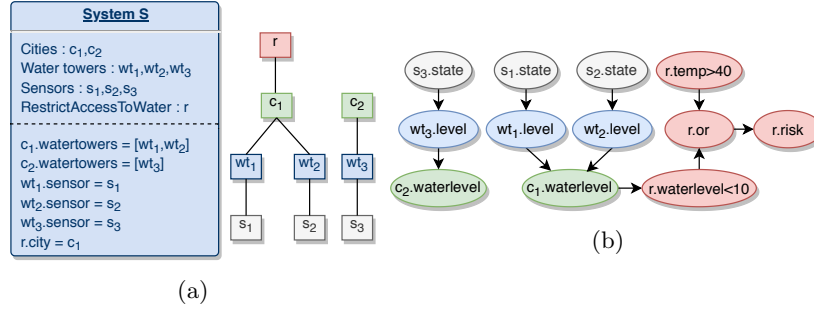 System S
Cities : c₁,c₂
Water towers : wt₁,wt₂,wt₃
Sensors : s₁,s₂,s₃
RestrictAccessToWater : r
c₁.watertowers = [wt₁,wt₂]
c₂.watertowers = [wt₃]
wt₁.sensor = s₁
wt₂.sensor = s₂
wt₃.sensor = s₃
r.city = c₁
r
c₁ c₂
wt₁ wt₂ wt₃
s₁ s₂ s₃
(a)
s₃.state s₁.state s₂.state r.temp>40
wt₃.level wt₁.level wt₂.level r.or r.risk
c₂.waterlevel c₁.waterlevel r.waterlevel<10
(b)